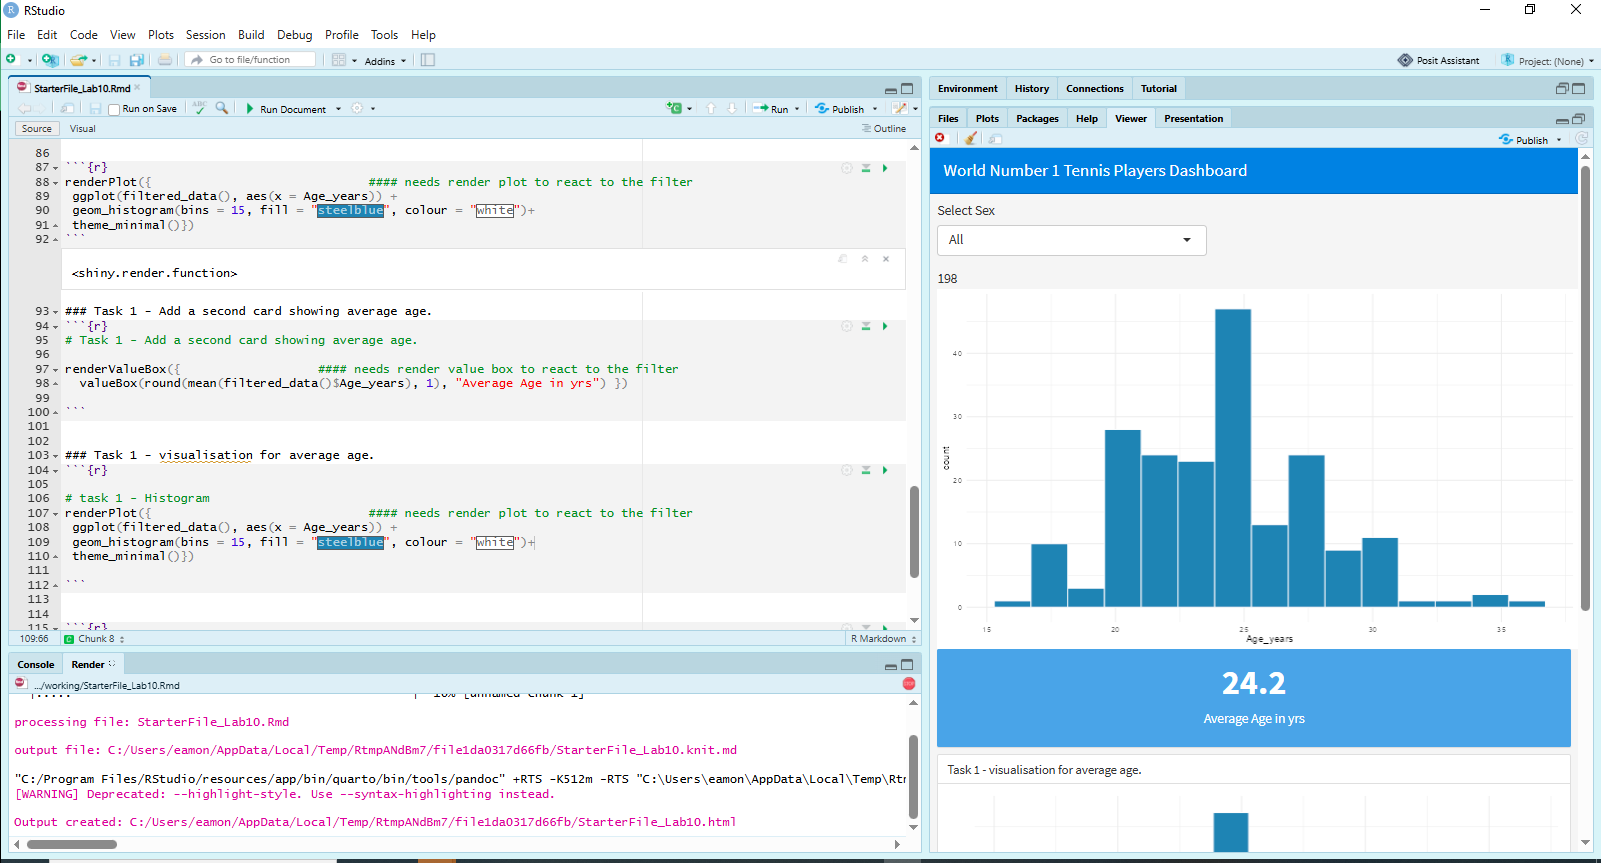 RStudio
File Edit Code View Plots Session Build Debug Profile Tools Help
Go to file/function Addins Posit Assistant Project: (None)
StarterFile_Lab10.Rmd
Run on Save ABC Run Document Run Publish
Source Visual Outline
86
87 ```{r}
88 renderPlot({ #### needs render plot to react to the filter
89 ggplot(filtered_data(), aes(x = Age_years)) +
90 geom_histogram(bins = 15, fill = "steelblue", colour = "white")+
91 theme_minimal()})
92 ```
<shiny.render.function>
93 ### Task 1 - Add a second card showing average age.
94 ```{r}
95 # Task 1 - Add a second card showing average age.
96
97 renderValueBox({ #### needs render value box to react to the filter
98 valueBox(round(mean(filtered_data()$Age_years), 1), "Average Age in yrs") })
99
100 ```
101
102
103 ### Task 1 - visualisation for average age.
104 ```{r}
105
106 # task 1 - Histogram
107 renderPlot({ #### needs render plot to react to the filter
108 ggplot(filtered_data(), aes(x = Age_years)) +
109 geom_histogram(bins = 15, fill = "steelblue", colour = "white")+
110 theme_minimal()})
111
112 ```
113
114
115 ```{r}
109:66 Chunk 8 R Markdown
Console Render
.../working/StarterFile_Lab10.Rmd
processing file: StarterFile_Lab10.Rmd
output file: C:/Users/eamon/AppData/Local/Temp/RtmpANdBm7/file1da0317d66fb/StarterFile_Lab10.knit.md
"C:/Program Files/RStudio/resources/app/bin/quarto/bin/tools/pandoc" +RTS -K512m -RTS "C:\Users\eamon\AppData\Local\Temp\Rt
[WARNING] Deprecated: --highlight-style. Use --syntax-highlighting instead.
Output created: C:/Users/eamon/AppData/Local/Temp/RtmpANdBm7/file1da0317d66fb/StarterFile_Lab10.html
Environment History Connections Tutorial
Files Plots Packages Help Viewer Presentation
Publish
World Number 1 Tennis Players Dashboard
Select Sex
All
198
40
30
20
10
0
count
15 20 25 30 35
Age_years
24.2
Average Age in yrs
Task 1 - visualisation for average age.